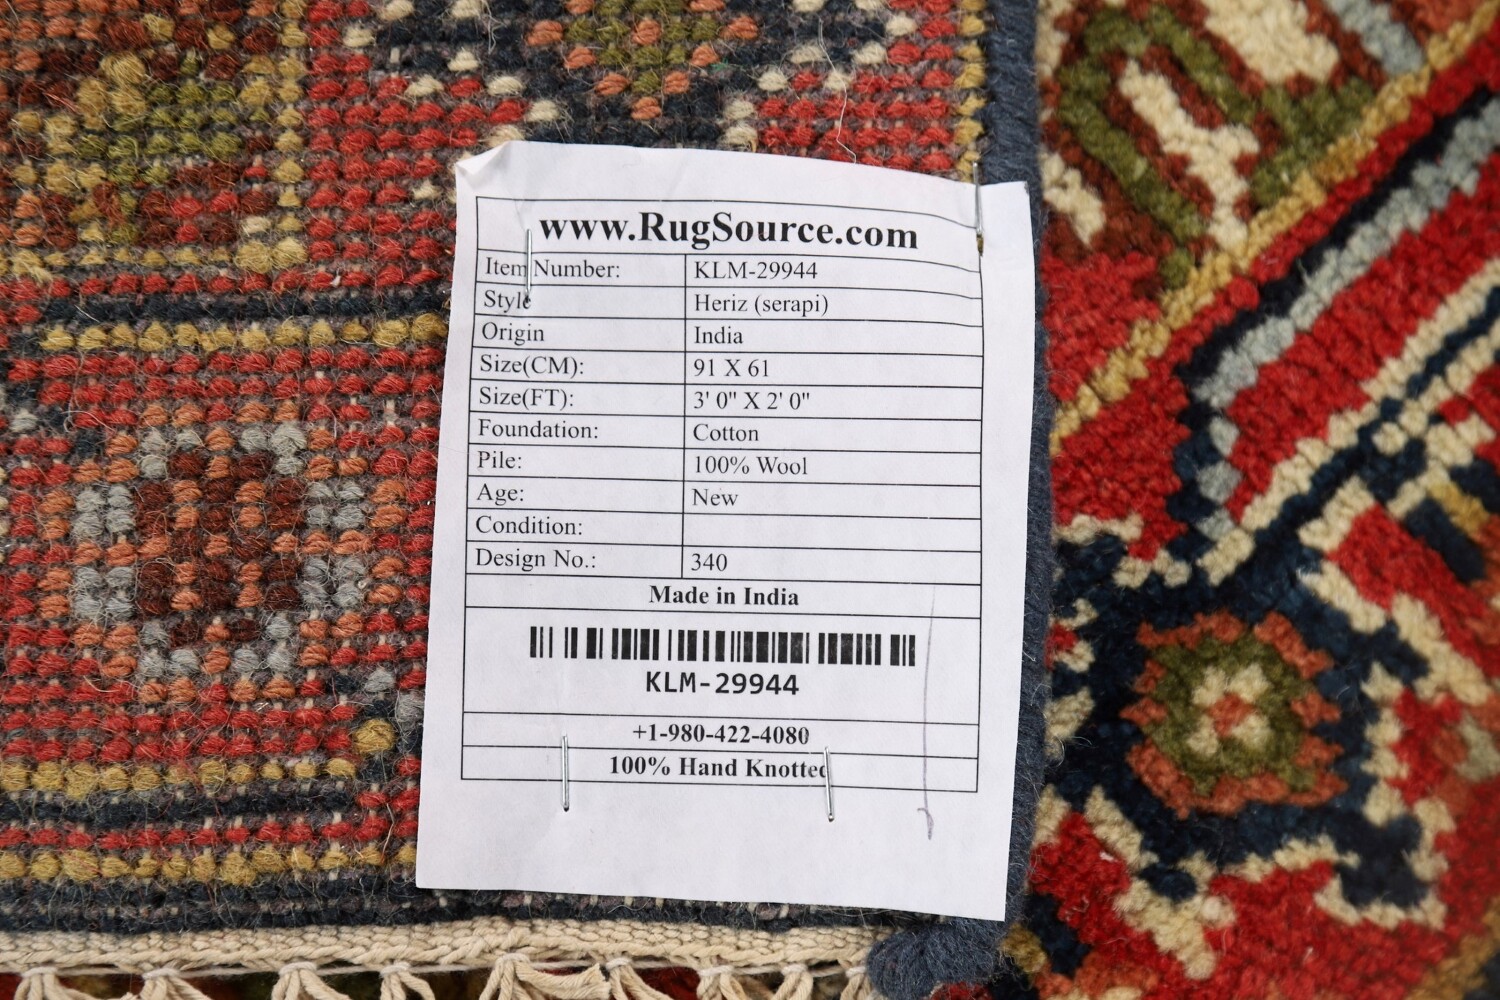 www.RugSource.com
Item Number: KLM-29944
Style Heriz (serapi)
Origin India
Size(CM): 91 X 61
Size(FT): 3' 0" X 2' 0"
Foundation: Cotton
Pile: 100% Wool
Age: New
Condition:
Design No.: 340
Made in India
KLM-29944
+1-980-422-4080
100% Hand Knotted